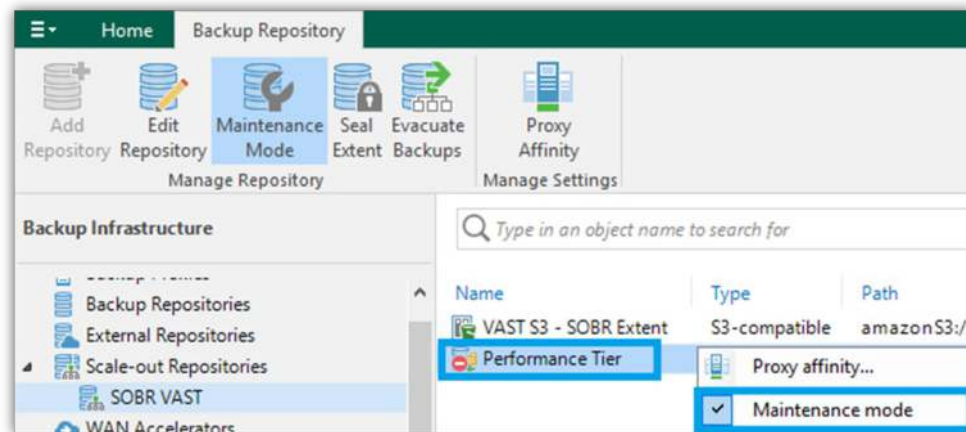 Home Backup Repository
Add Repository
Edit Repository
Maintenance Mode
Seal Extent
Evacuate Backups
Proxy Affinity
Manage Repository
Manage Settings
Backup Infrastructure
Type in an object name to search for
Backup Repositories
External Repositories
Scale-out Repositories
SOBR VAST
WAN Accelerators
Name Type Path
VAST S3 - SOBR Extent S3-compatible amazonS3:/
Performance Tier
Proxy affinity...
Maintenance mode